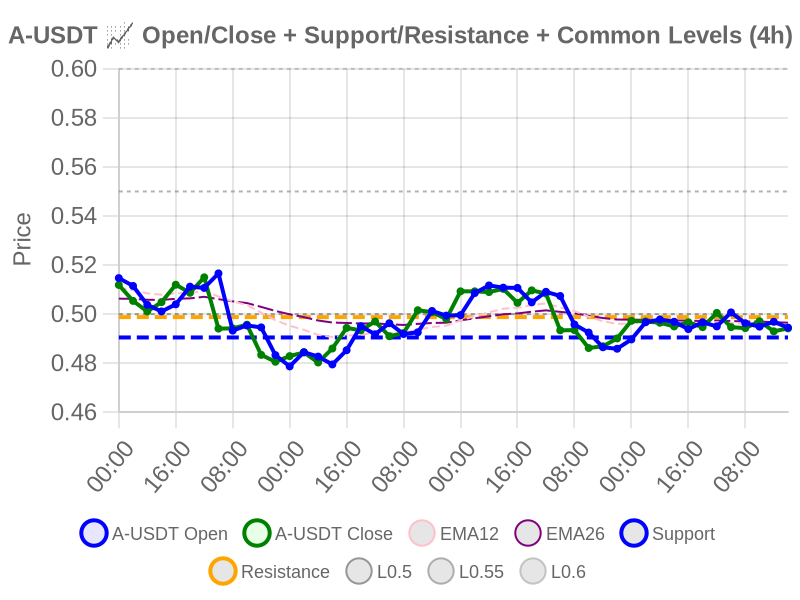 A-USDT 📈 Open/Close + Support/Resistance + Common Levels (4h)
0.60
0.58
0.56
0.54
0.52
0.50
0.48
0.46
Price
00:00 16:00 08:00 00:00 16:00 08:00 00:00 16:00 08:00 00:00 16:00 08:00
A-USDT Open A-USDT Close EMA12 EMA26 Support
Resistance L0.5 L0.55 L0.6